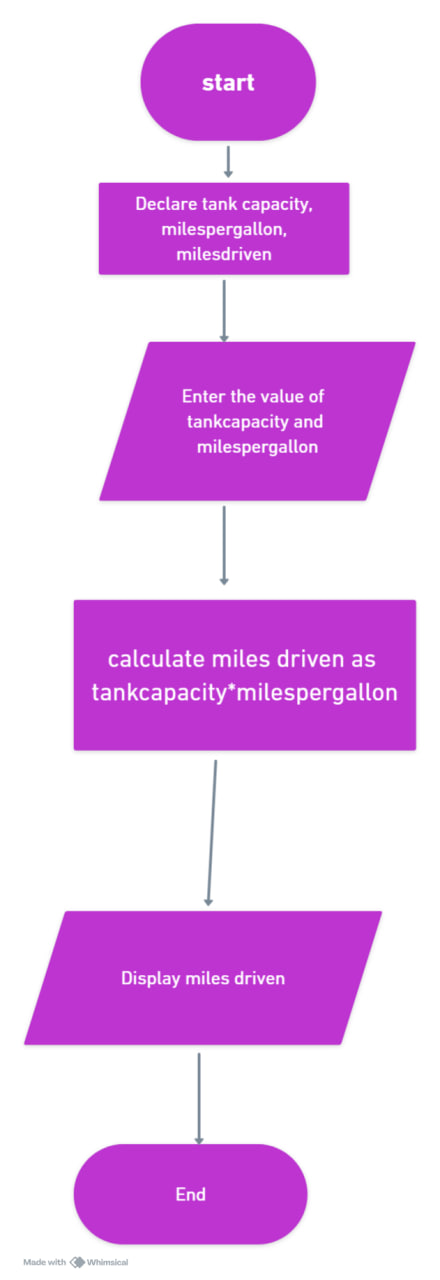 start
Declare tank capacity,
milespergallon,
milesdriven
Enter the value of
tankcapacity and
milespergallon
calculate miles driven as
tankcapacity*milespergallon
Display miles driven
End
Made with Whimsical